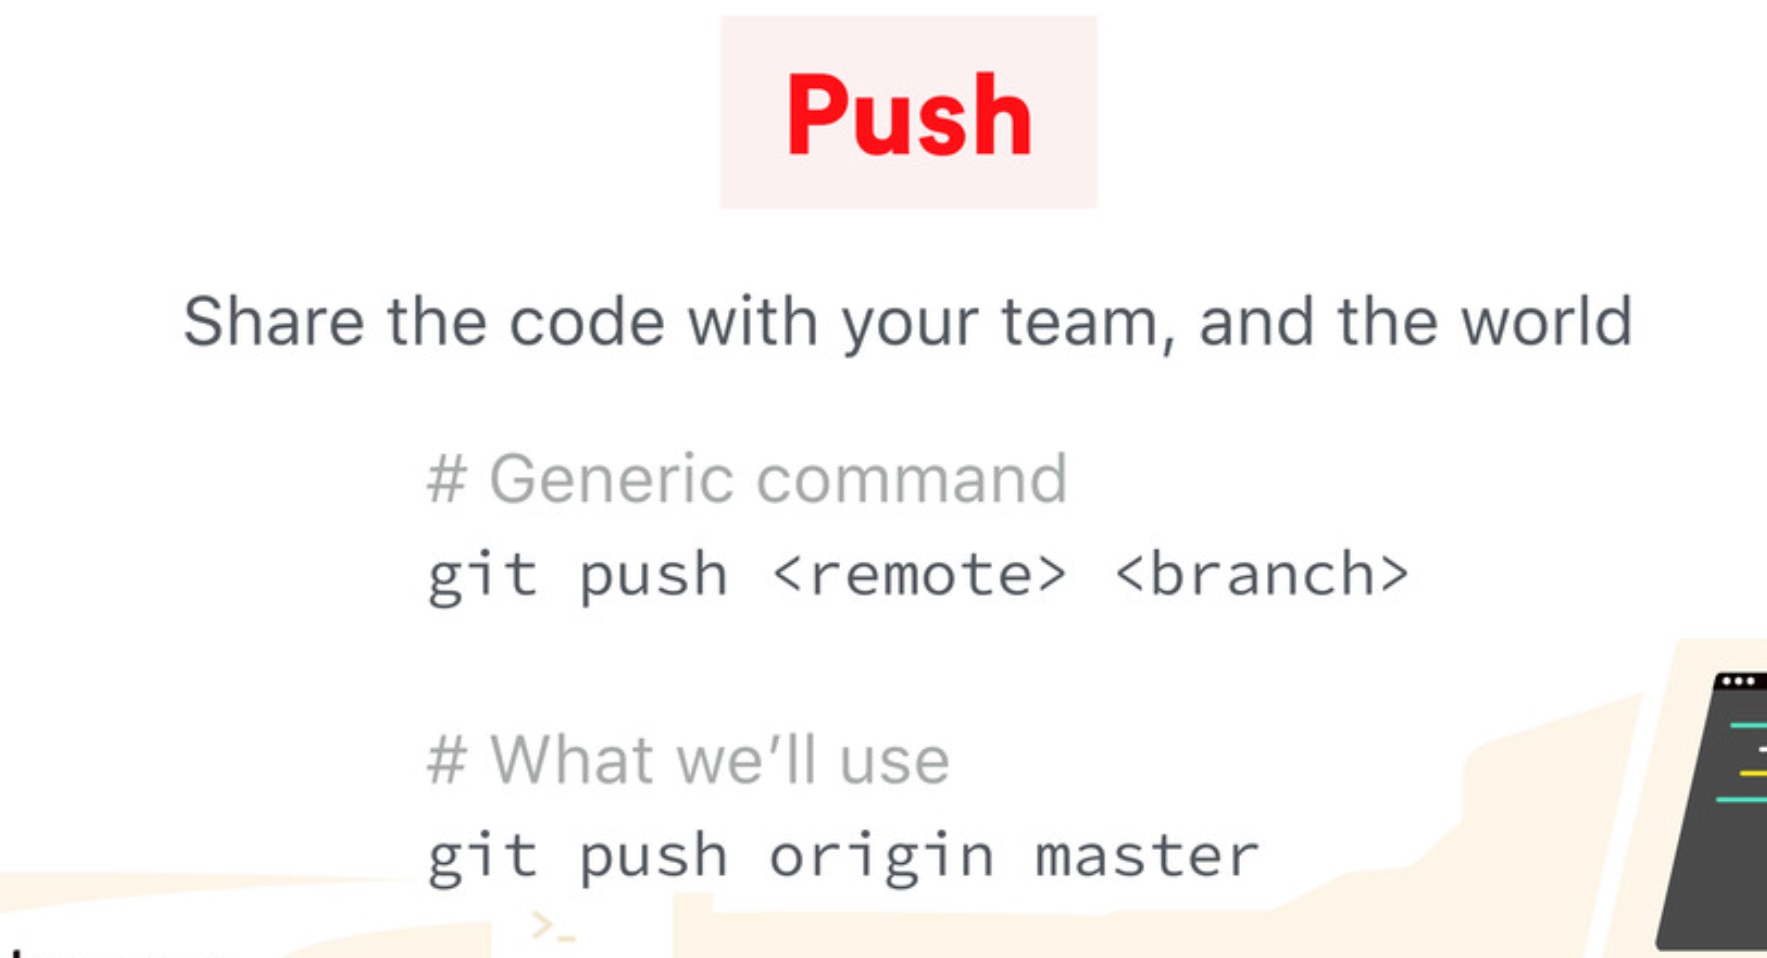 Push
Share the code with your team, and the world
# Generic command
git push <remote> <branch>
# What we’ll use
git push origin master
>_